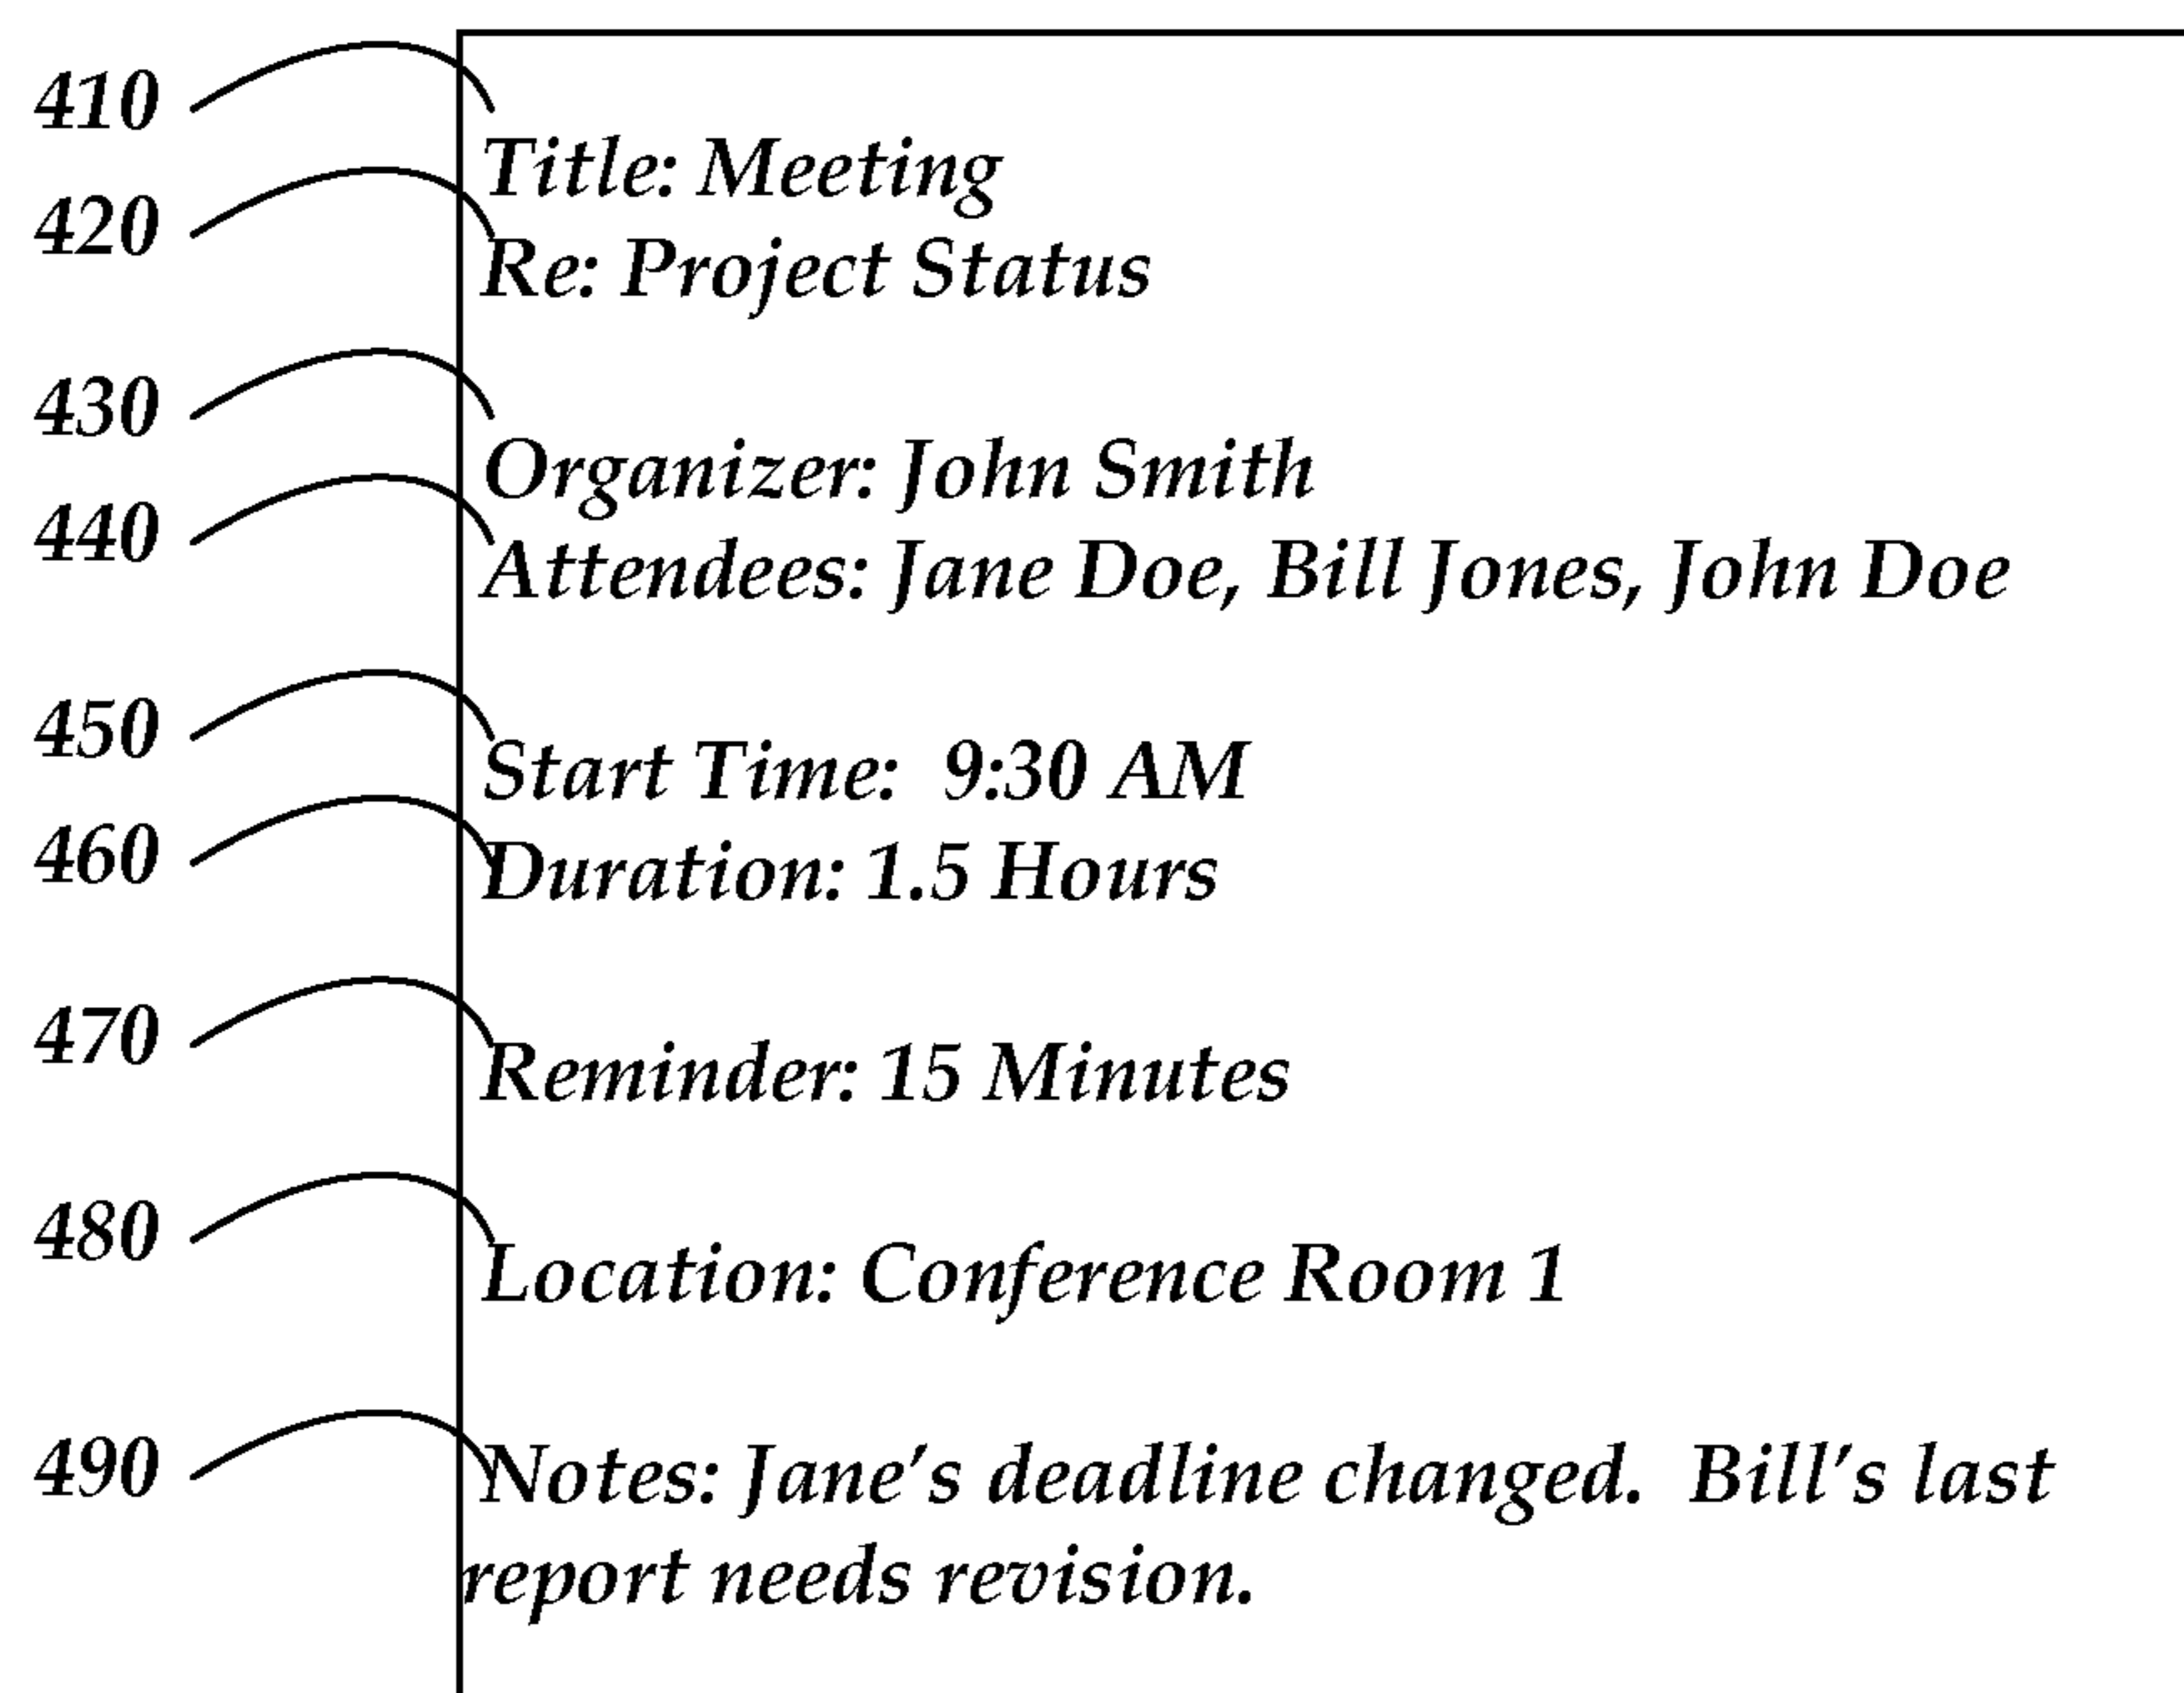 410
Title: Meeting
420
Re: Project Status
430
Organizer: John Smith
440
Attendees: Jane Doe, Bill Jones, John Doe
450
Start Time:  9:30 AM
460
Duration: 1.5 Hours
470
Reminder: 15 Minutes
480
Location: Conference Room 1
490
Notes: Jane's deadline changed.  Bill's last
report needs revision.